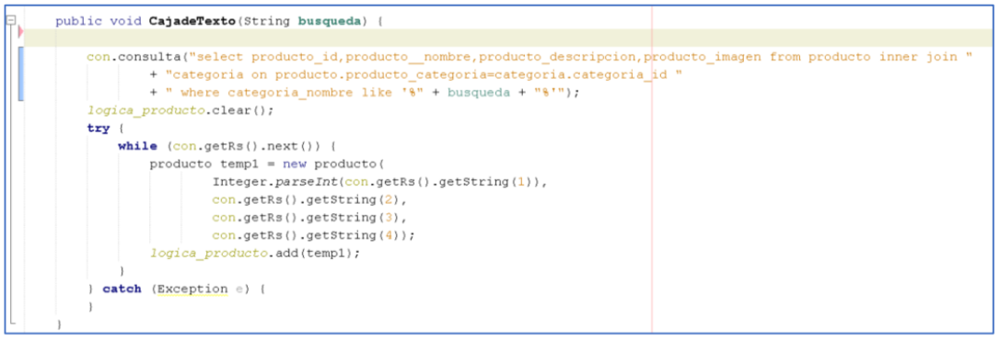 public void CajadeTexto(String busqueda) {
con.consulta("select producto_id,producto__nombre,producto_descripcion,producto_imagen from producto inner join "
+ "categoria on producto.producto_categoria=categoria.categoria_id "
+ " where categoria_nombre like '%" + busqueda + "%'");
logica_producto.clear();
try {
while (con.getRs().next()) {
producto temp1 = new producto(
Integer.parseInt(con.getRs().getString(1)),
con.getRs().getString(2),
con.getRs().getString(3),
con.getRs().getString(4));
logica_producto.add(temp1);
}
} catch (Exception e) {
}
}